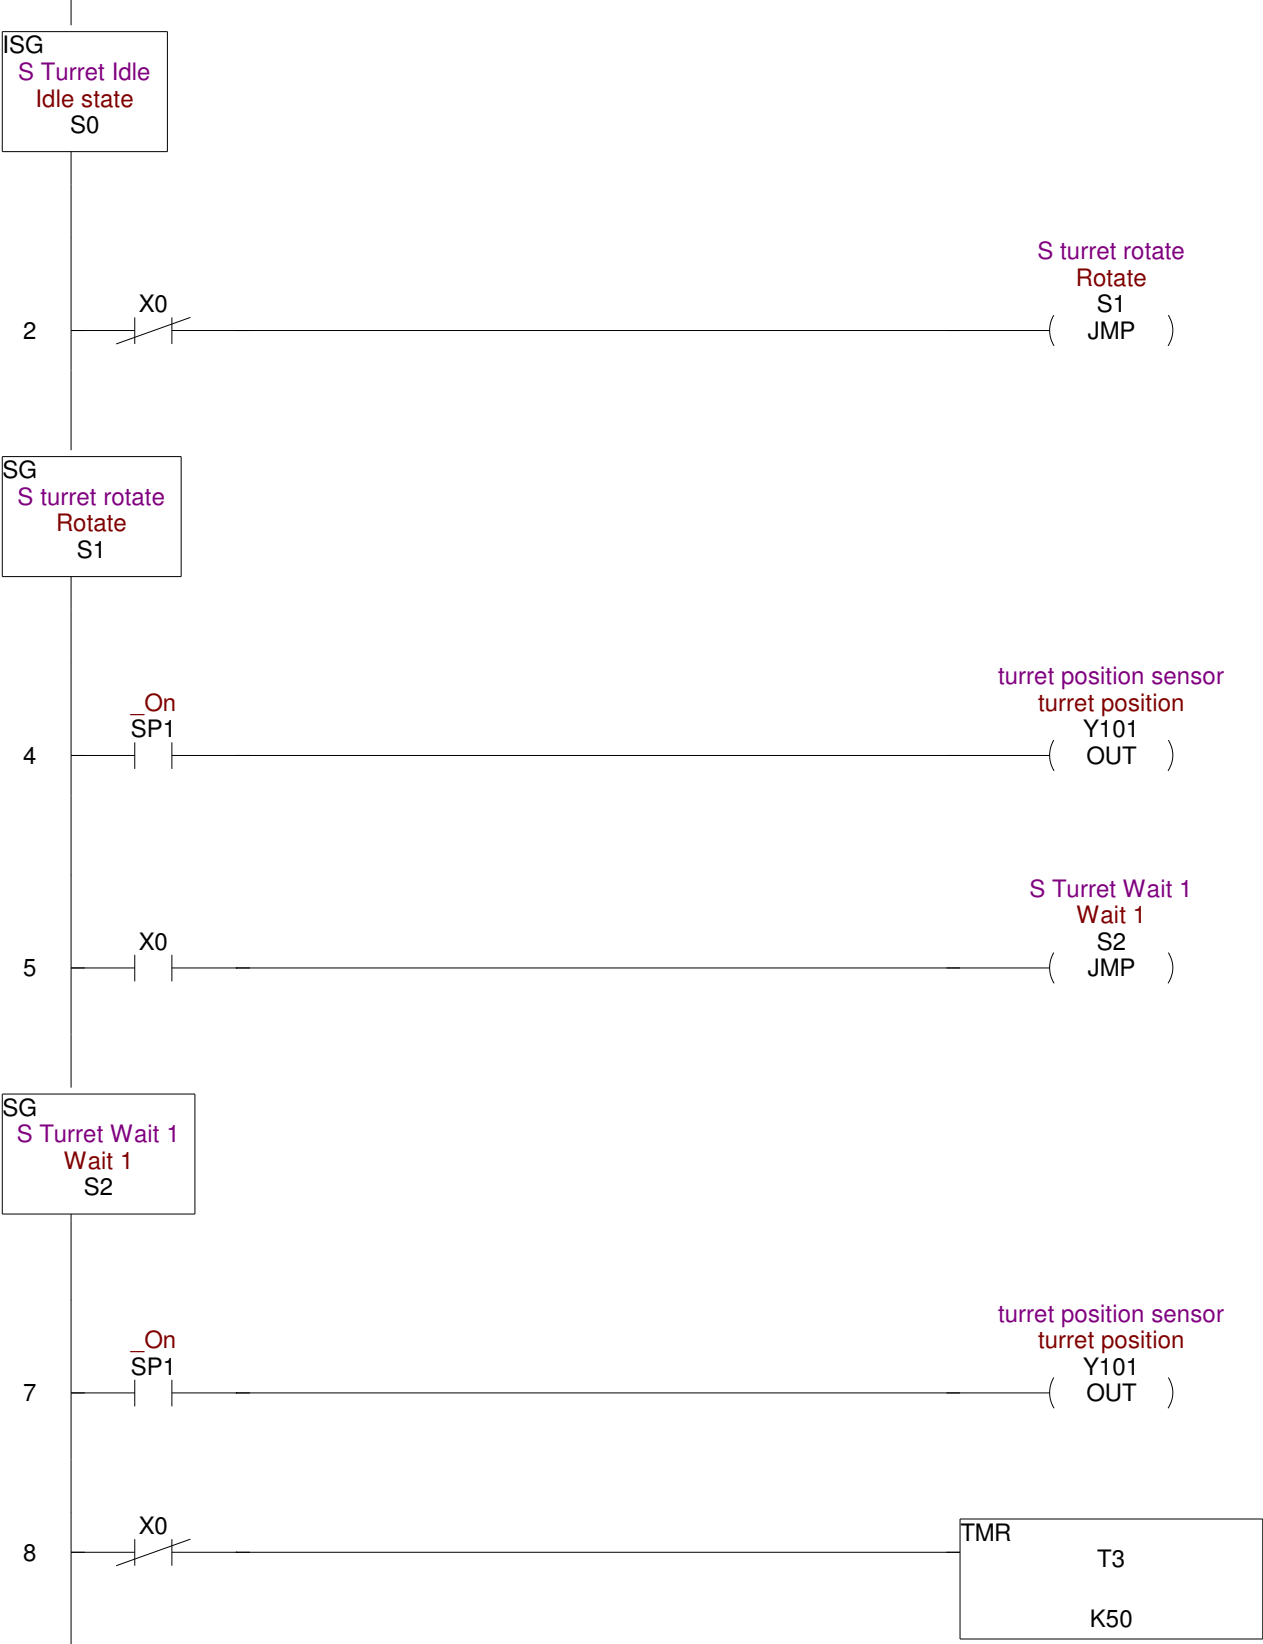 ISG
S Turret Idle
Idle state
S0
S turret rotate
Rotate
S1
2
X0
JMP
SG
S turret rotate
Rotate
S1
turret position sensor
_On
turret position
SP1
Y101
4
OUT
S Turret Wait 1
Wait 1
X0
S2
5
JMP
SG
S Turret Wait 1
Wait 1
S2
turret position sensor
_On
turret position
SP1
Y101
7
OUT
X0
TMR
8
T3
K50